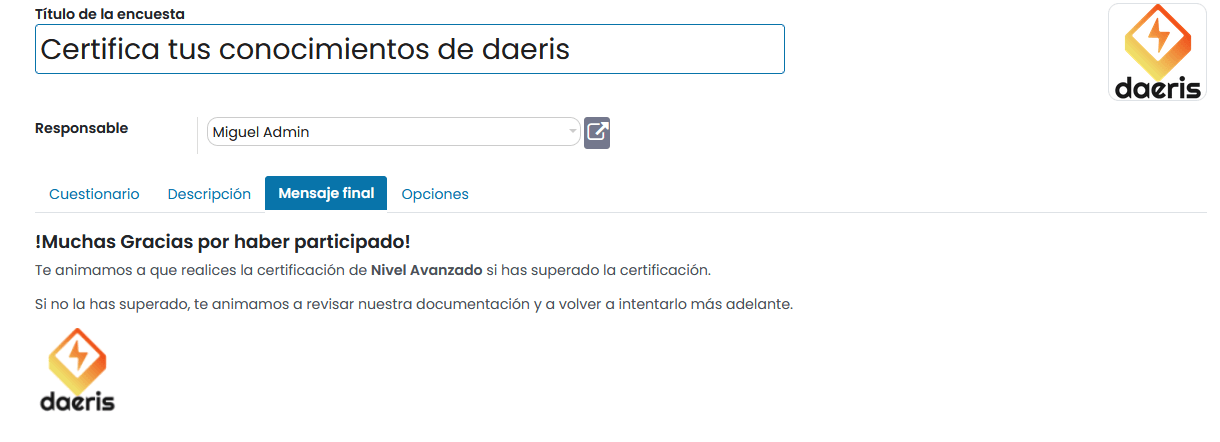 Título de la encuesta
Certifica tus conocimientos de daeris
daeris
Responsable
Miguel Admin
Cuestionario Descripción Mensaje final Opciones
!Muchas Gracias por haber participado!
Te animamos a que realices la certificación de Nivel Avanzado si has superado la certificación.
Si no la has superado, te animamos a revisar nuestra documentación y a volver a intentarlo más adelante.
daeris